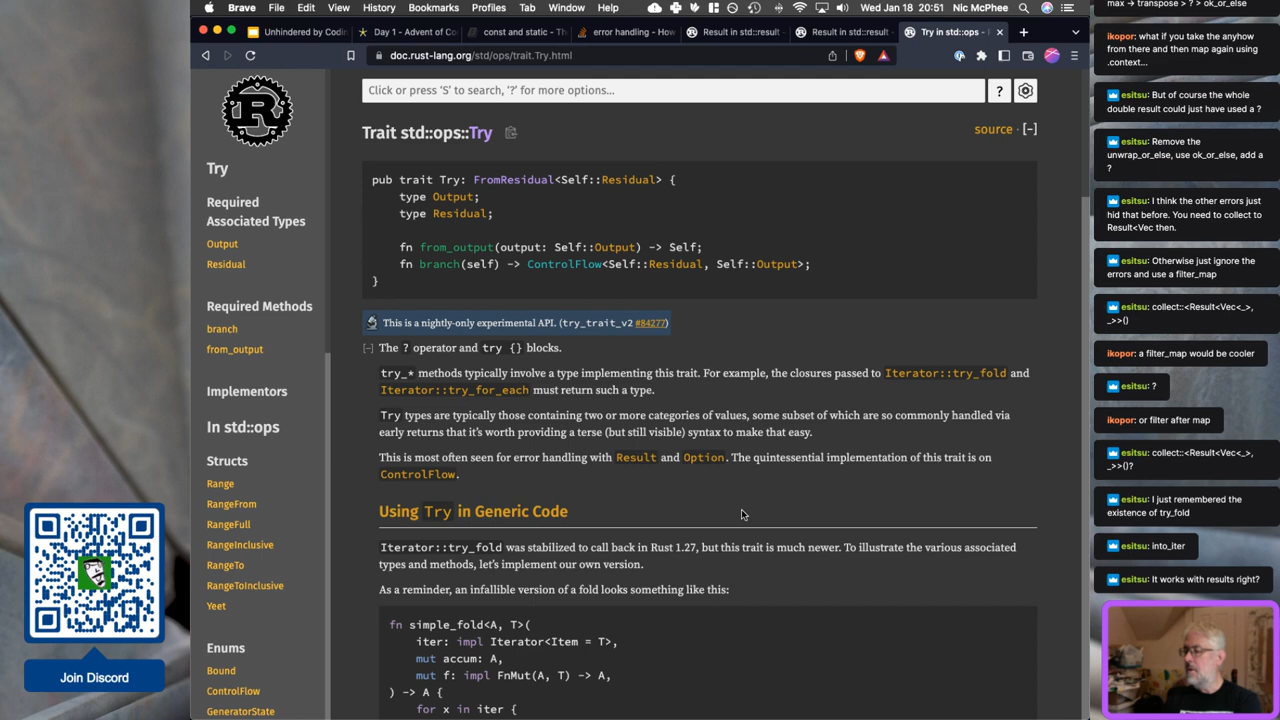 Brave File Edit View History Bookmarks Profiles Tab Window Help Wed Jan 18 20:51 Nic McPhee
Unhindered by Codin
Day 1 - Advent of Co
const and static - Th
error handling - How
Result in std::result
Result in std::result
Try in std::ops -
doc.rust-lang.org/std/ops/trait.Try.html
Try
Required
Associated Types
Output
Residual
Required Methods
branch
from_output
Implementors
In std::ops
Structs
Range
RangeFrom
RangeFull
RangeInclusive
RangeTo
RangeToInclusive
Yeet
Enums
Bound
ControlFlow
GeneratorState
Click or press 'S' to search, '?' for more options…
?
Trait std::ops::Try
source · [-]
pub trait Try: FromResidual<Self::Residual> {
type Output;
type Residual;
fn from_output(output: Self::Output) -> Self;
fn branch(self) -> ControlFlow<Self::Residual, Self::Output>;
}
This is a nightly-only experimental API. (try_trait_v2 #84277)
[-] The ? operator and try {} blocks.
try_* methods typically involve a type implementing this trait. For example, the closures passed to Iterator::try_fold and
Iterator::try_for_each must return such a type.
Try types are typically those containing two or more categories of values, some subset of which are so commonly handled via
early returns that it's worth providing a terse (but still visible) syntax to make that easy.
This is most often seen for error handling with Result and Option. The quintessential implementation of this trait is on
ControlFlow.
Using Try in Generic Code
Iterator::try_fold was stabilized to call back in Rust 1.27, but this trait is much newer. To illustrate the various associated
types and methods, let's implement our own version.
As a reminder, an infallible version of a fold looks something like this:
fn simple_fold<A, T>(
iter: impl Iterator<Item = T>,
mut accum: A,
mut f: impl FnMut(A, T) -> A,
) -> A {
for x in iter {
max -> transpose > ? > ok_or_else
ikopor: what if you take the anyhow
from there and then map again using
.context...
esitsu: But of course the whole
double result could just have used a ?
esitsu: Remove the
unwrap_or_else, use ok_or_else, add a
?
esitsu: I think the other errors just
hid that before. You need to collect to
Result<Vec then.
esitsu: Otherwise just ignore the
errors and use a filter_map
esitsu: collect::<Result<Vec<_>,
_>>()
ikopor: a filter_map would be cooler
esitsu: ?
ikopor: or filter after map
esitsu: collect::<Result<Vec<_>,
_>>()?
esitsu: I just remembered the
existence of try_fold
esitsu: into_iter
esitsu: It works with results right?
Join Discord